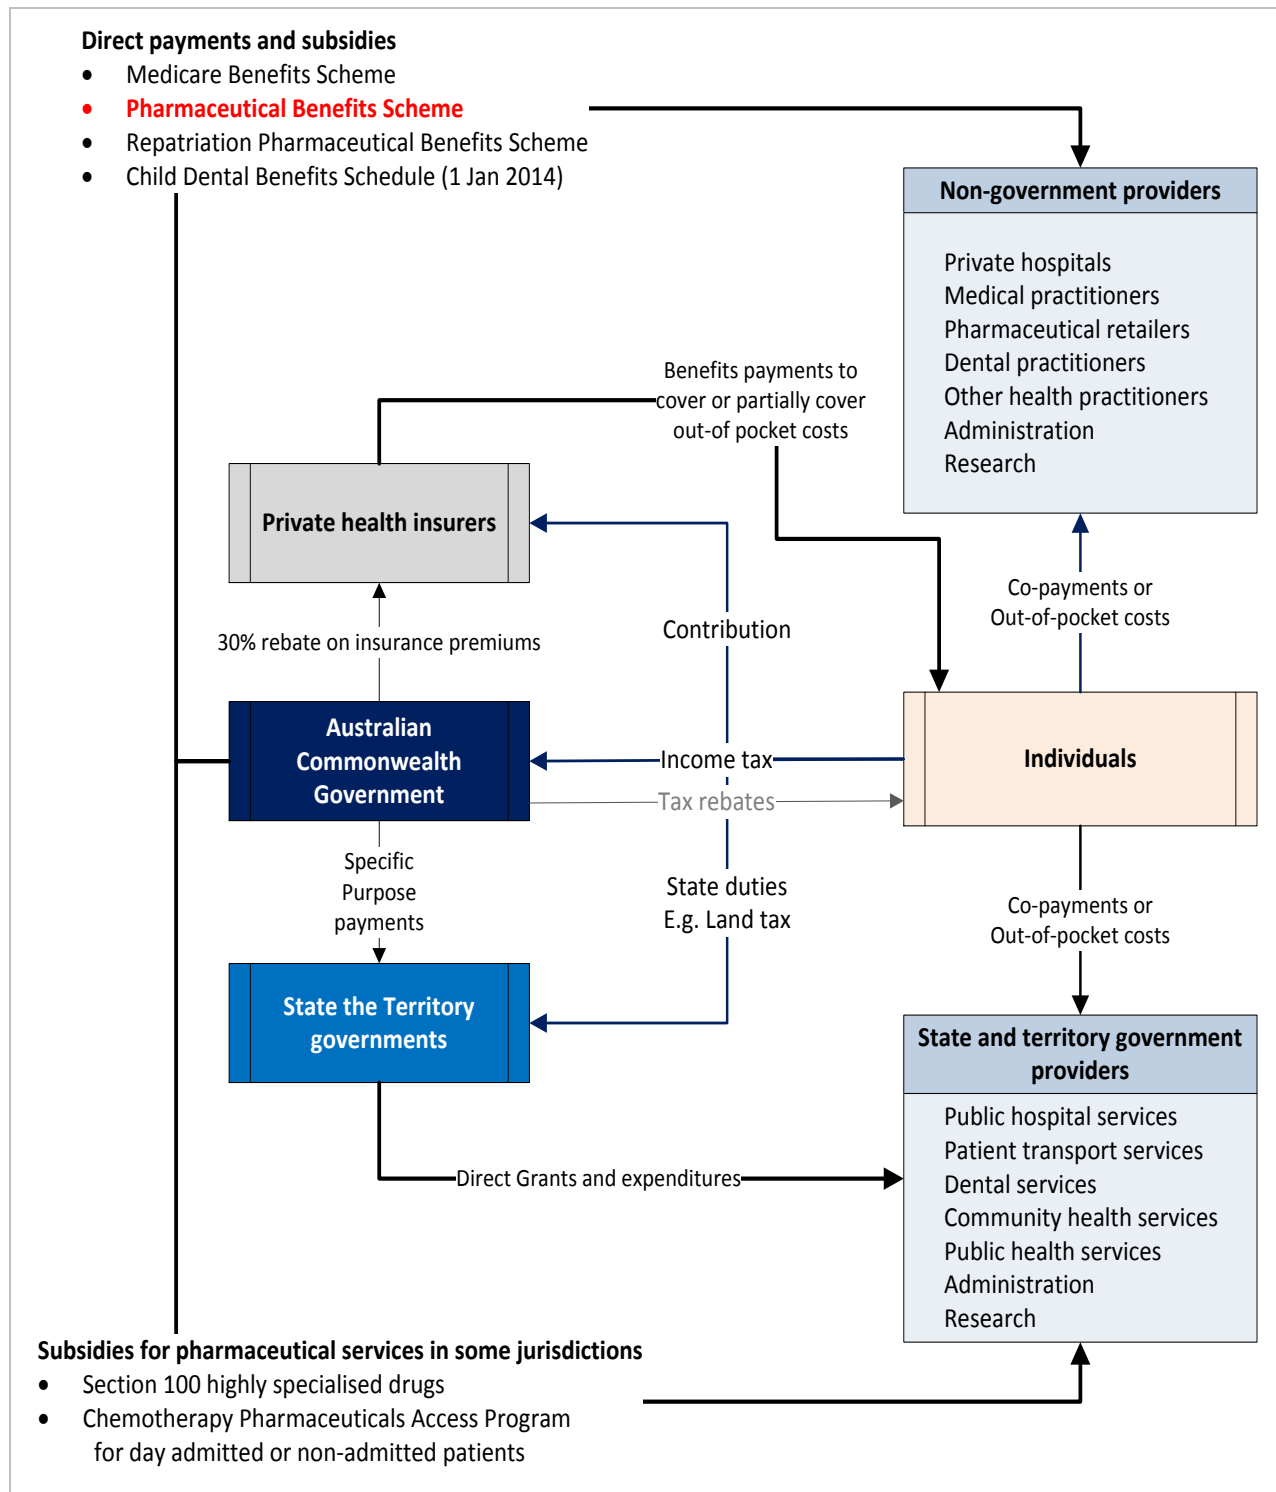 Direct payments and subsidies
• Medicare Benefits Scheme
• Pharmaceutical Benefits Scheme
• Repatriation Pharmaceutical Benefits Scheme
• Child Dental Benefits Schedule (1 Jan 2014)
Non-government providers
Private hospitals
Medical practitioners
Pharmaceutical retailers
Dental practitioners
Other health practitioners
Administration
Research
Benefits payments to
cover or partially cover
out-of pocket costs
Private health insurers
Co-payments or
Out-of-pocket costs
30% rebate on insurance premiums
Contribution
Australian
Commonwealth
Government
Income tax
Tax rebates
Individuals
Specific
Purpose
payments
State duties
E.g. Land tax
Co-payments or
Out-of-pocket costs
State the Territory
governments
State and territory government
providers
Public hospital services
Patient transport services
Dental services
Community health services
Public health services
Administration
Research
Direct Grants and expenditures
Subsidies for pharmaceutical services in some jurisdictions
• Section 100 highly specialised drugs
• Chemotherapy Pharmaceuticals Access Program
for day admitted or non-admitted patients